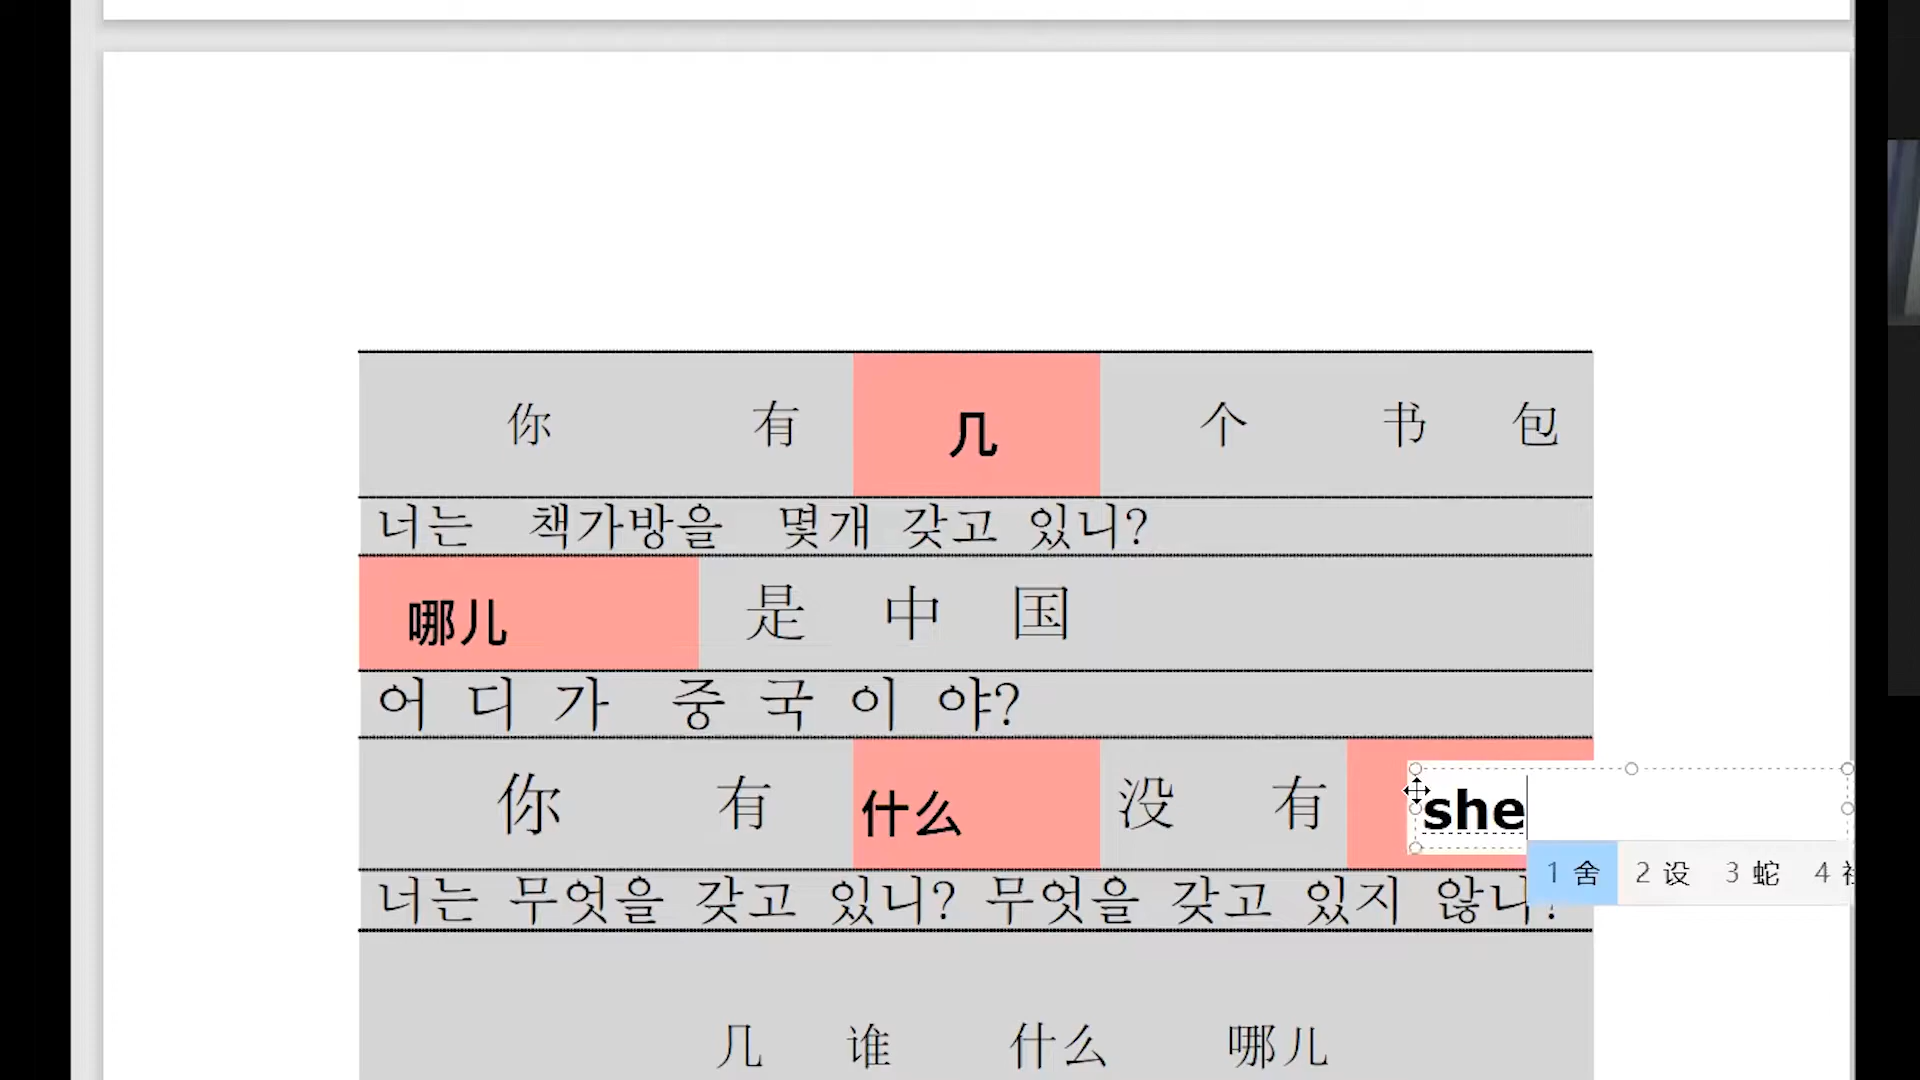 你 有 几 个 书 包
너는 책가방을 몇개 갖고 있니?
哪儿 是 中 国
어 디 가 중 국 이 야?
你 有 什么 没 有 she
1 舍 2 设 3 蛇 4
너는 무엇을 갖고 있니? 무엇을 갖고 있지 않니?
几 谁 什么 哪儿